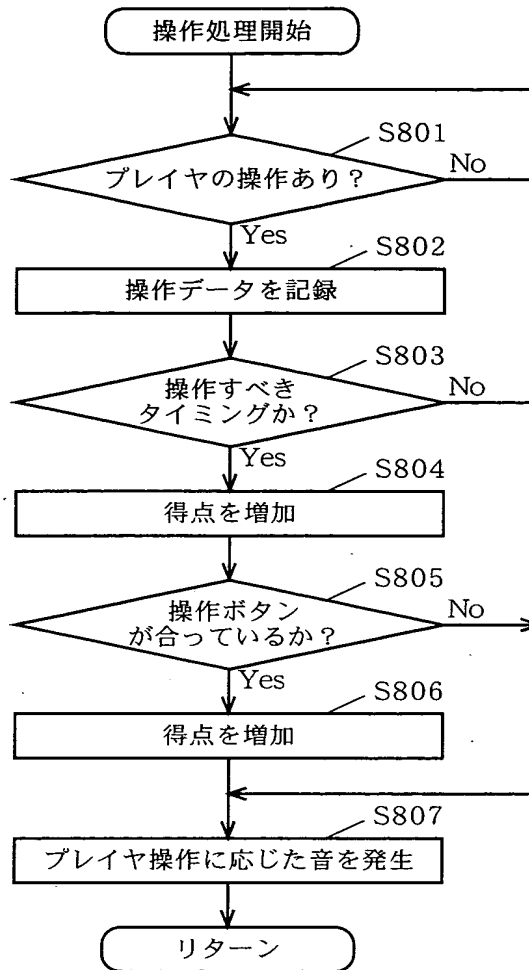 操作処理開始
S801
プレイヤの操作あり？
No
Yes
S802
操作データを記録
S803
操作すべき
タイミングか？
No
Yes
S804
得点を増加
S805
操作ボタン
が合っているか？
No
Yes
S806
得点を増加
S807
プレイヤ操作に応じた音を発生
リターン